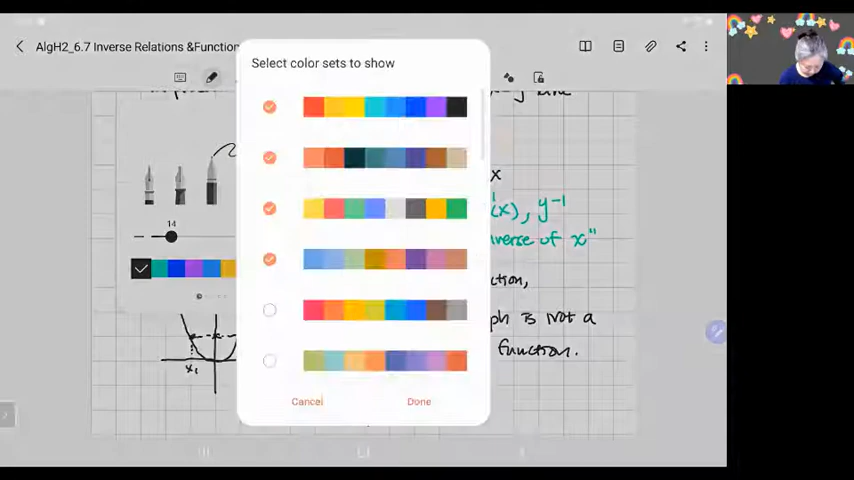 AlgH2_6.7 Inverse Relations &Function
Select color sets to show
x
(x), y⁻¹
nverse of x"
ction,
14
ph is not a
function.
x₁
Cancel
Done